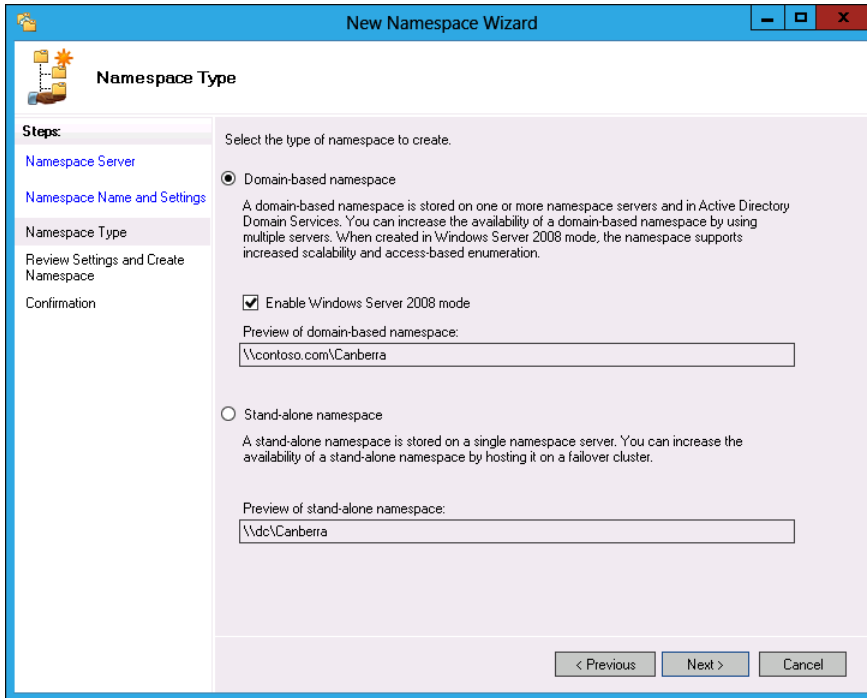 New Namespace Wizard
Namespace Type
Steps:
Namespace Server
Namespace Name and Settings
Namespace Type
Review Settings and Create
Namespace
Confirmation
Select the type of namespace to create.
Domain-based namespace
A domain-based namespace is stored on one or more namespace servers and in Active Directory
Domain Services. You can increase the availability of a domain-based namespace by using
multiple servers. When created in Windows Server 2008 mode, the namespace supports
increased scalability and access-based enumeration.
Enable Windows Server 2008 mode
Preview of domain-based namespace:
\\contoso.com\Canberra
Stand-alone namespace
A stand-alone namespace is stored on a single namespace server. You can increase the
availability of a stand-alone namespace by hosting it on a failover cluster.
Preview of stand-alone namespace:
\\dc\Canberra
< Previous
Next >
Cancel